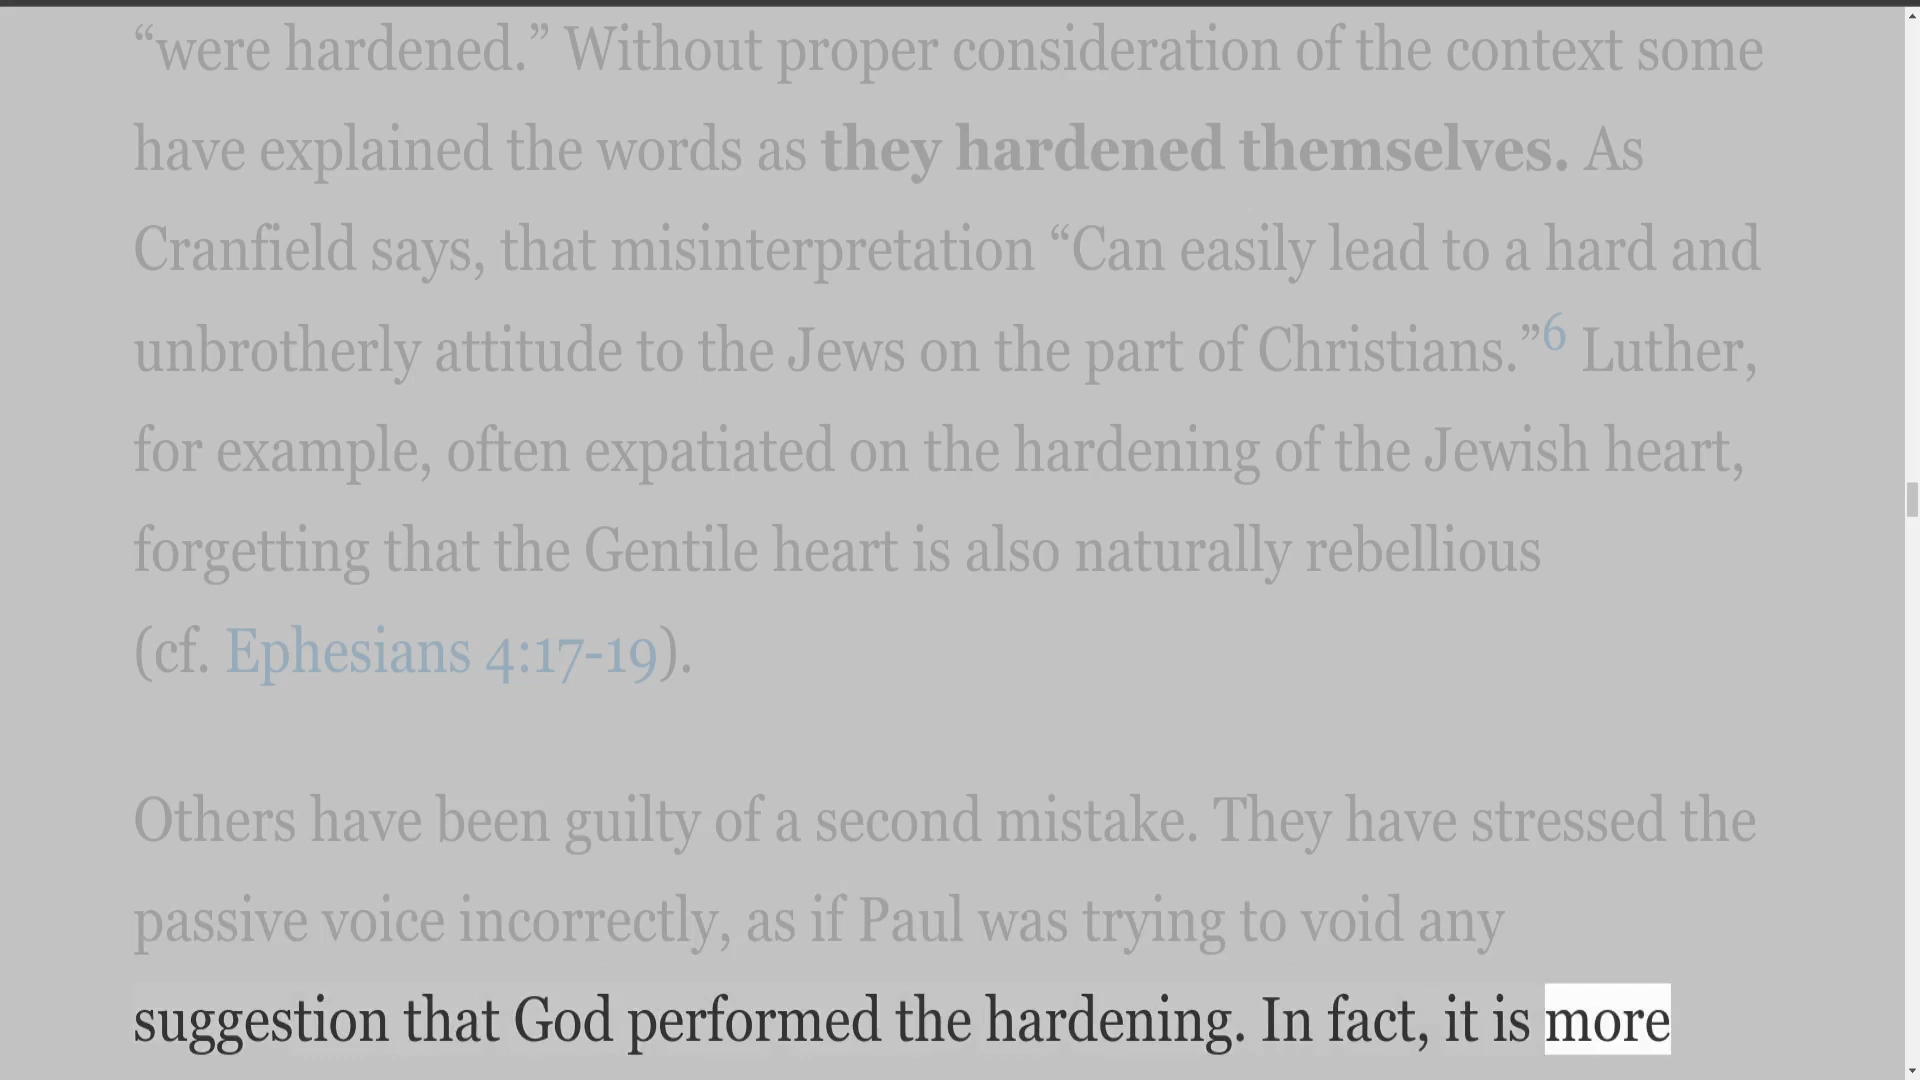 “were hardened.” Without proper consideration of the context some
have explained the words as they hardened themselves. As
Cranfield says, that misinterpretation “Can easily lead to a hard and
unbrotherly attitude to the Jews on the part of Christians.”6 Luther,
for example, often expatiated on the hardening of the Jewish heart,
forgetting that the Gentile heart is also naturally rebellious
(cf. Ephesians 4:17-19).
Others have been guilty of a second mistake. They have stressed the
passive voice incorrectly, as if Paul was trying to void any
suggestion that God performed the hardening. In fact, it is more